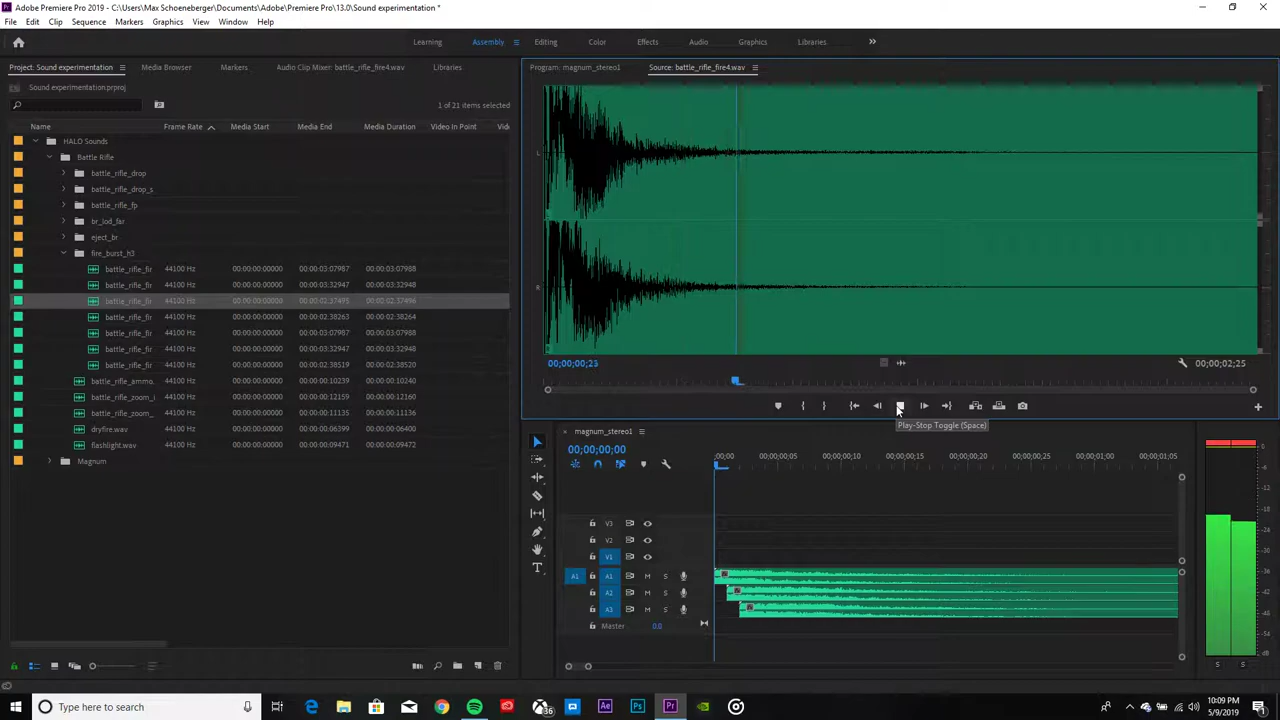 Adobe Premiere Pro 2019 - C:\Users\Max Schoeneberger\Documents\Adobe\Premiere Pro\13.0\Sound experimentation *
File Edit Clip Sequence Markers Graphics View Window Help
Learning Assembly Editing Color Effects Audio Graphics Libraries
Project: Sound experimentation Media Browser Markers Audio Clip Mixer: battle_rifle_fire4.wav Libraries
Program: magnum_stereo1 Source: battle_rifle_fire4.wav
Sound experimentation.prproj
1 of 21 items selected
Name Frame Rate Media Start Media End Media Duration Video In Point Vid
HALO Sounds
Battle Rifle
battle_rifle_drop
battle_rifle_drop_s
battle_rifle_fp
br_lod_far
eject_br
fire_burst_h3
battle_rifle_fir 44100 Hz 00:00:00:00000 00:00:03:07987 00:00:03:07988
battle_rifle_fir 44100 Hz 00:00:00:00000 00:00:03:32947 00:00:03:32948
battle_rifle_fir 44100 Hz 00:00:00:00000 00:00:02:37495 00:00:02:37496
battle_rifle_fir 44100 Hz 00:00:00:00000 00:00:02:38263 00:00:02:38264
battle_rifle_fir 44100 Hz 00:00:00:00000 00:00:03:07987 00:00:03:07988
battle_rifle_fir 44100 Hz 00:00:00:00000 00:00:03:32947 00:00:03:32948
battle_rifle_fir 44100 Hz 00:00:00:00000 00:00:02:38519 00:00:02:38520
battle_rifle_ammo. 44100 Hz 00:00:00:00000 00:00:00:10239 00:00:00:10240
battle_rifle_zoom_i 44100 Hz 00:00:00:00000 00:00:00:12159 00:00:00:12160
battle_rifle_zoom_ 44100 Hz 00:00:00:00000 00:00:00:11135 00:00:00:11136
dryfire.wav 44100 Hz 00:00:00:00000 00:00:00:06399 00:00:00:06400
flashlight.wav 44100 Hz 00:00:00:00000 00:00:00:09471 00:00:00:09472
Magnum
L
R
00;00;00;23 00;00;02;25
Play-Stop Toggle (Space)
magnum_stereo1
00;00;00;00
;00;00 00;00;00;05 00;00;00;10 00;00;00;15 00;00;00;20 00;00;00;25 00;00;01;00 00;00;01;05
V3
V2
V1
A1 A1 M S
A2 M S
A3 M S
Master 0.0
0
-6
S S
Type here to search
10:09 PM
5/9/2019